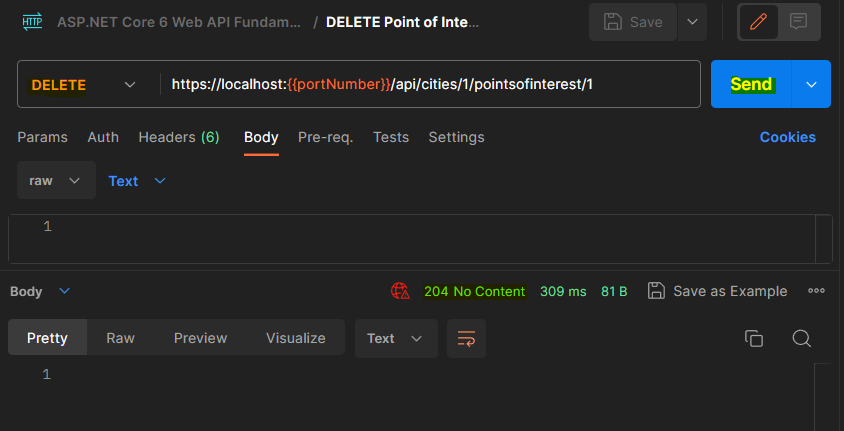 HTTP ASP.NET Core 6 Web API Fundam... / DELETE Point of Inte... Save
DELETE https://localhost:{{portNumber}}/api/cities/1/pointsofinterest/1 Send
Params Auth Headers (6) Body Pre-req. Tests Settings Cookies
raw Text
1
Body 204 No Content 309 ms 81 B Save as Example
Pretty Raw Preview Visualize Text
1